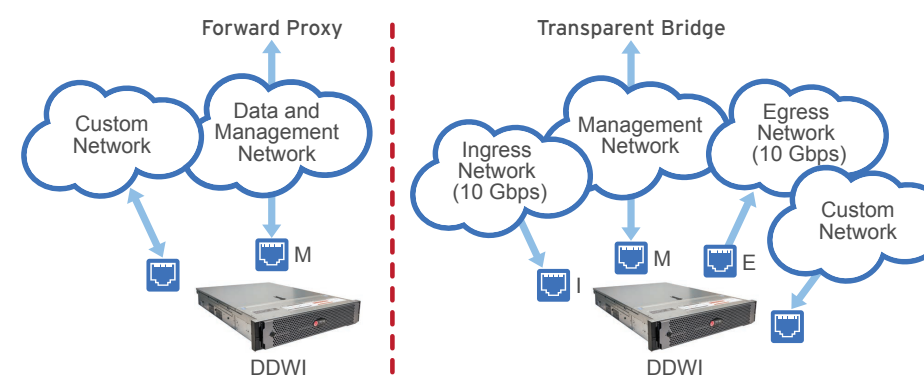 Forward Proxy
Custom
Network
Data and
Management
Network
M
DDWI
Transparent Bridge
Ingress
Network
(10 Gbps)
Management
Network
Egress
Network
(10 Gbps)
Custom
Network
I
M
E
DDWI